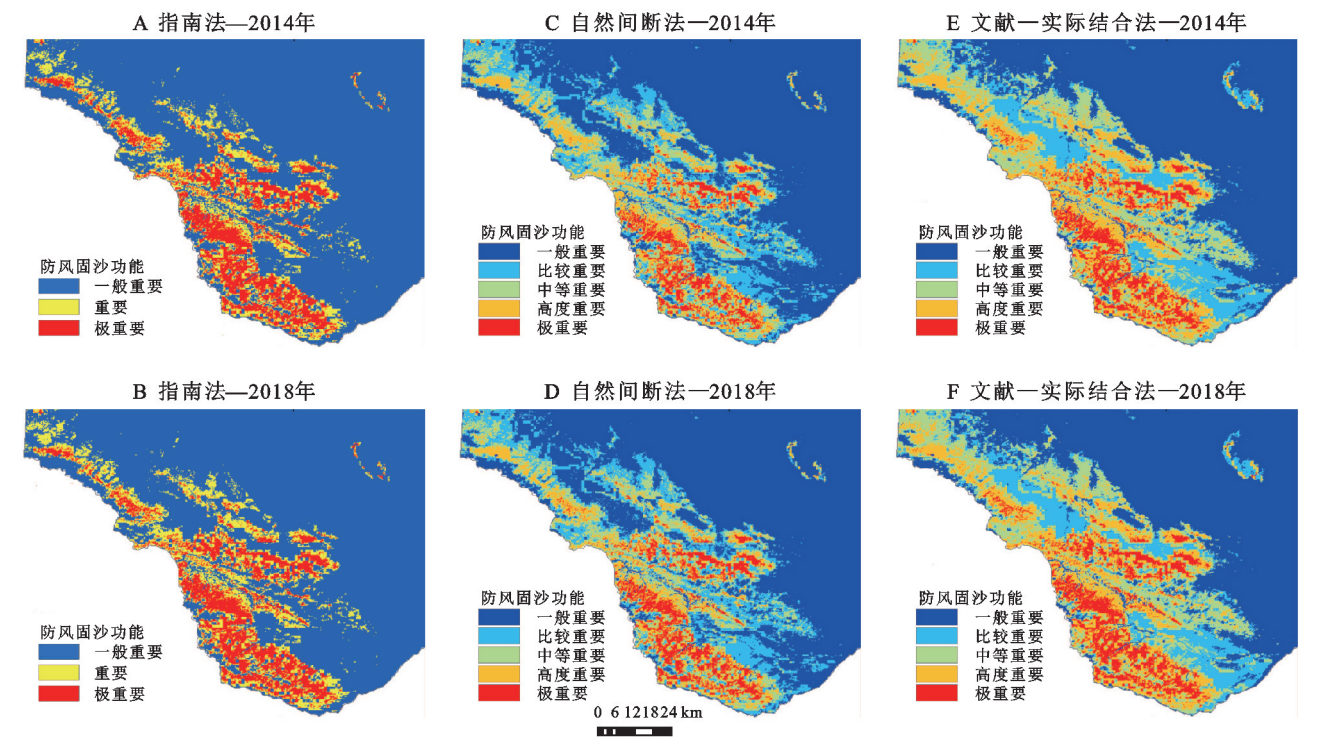 A 指南法—2014年
C 自然间断法—2014年
E 文献—实际结合法—2014年
防风固沙功能
一般重要
重要
极重要
防风固沙功能
一般重要
比较重要
中等重要
高度重要
极重要
防风固沙功能
一般重要
比较重要
中等重要
高度重要
极重要
B 指南法—2018年
D 自然间断法—2018年
F 文献—实际结合法—2018年
防风固沙功能
一般重要
重要
极重要
防风固沙功能
一般重要
比较重要
中等重要
高度重要
极重要
防风固沙功能
一般重要
比较重要
中等重要
高度重要
极重要
0 6 12 18 24 km